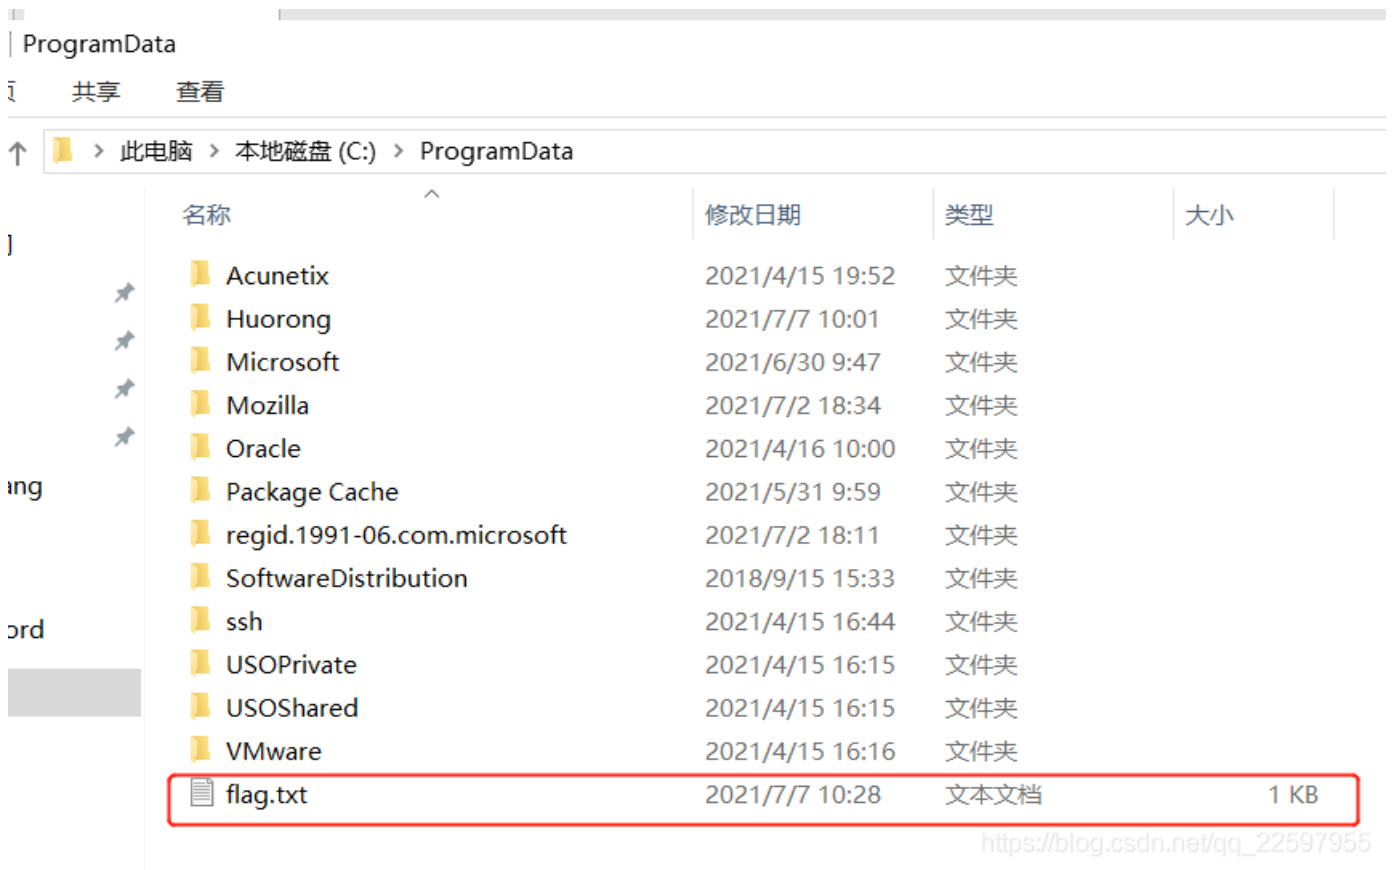 ProgramData
共享 查看
此电脑 本地磁盘 (C:) ProgramData
名称 修改日期 类型 大小
Acunetix 2021/4/15 19:52 文件夹
Huorong 2021/7/7 10:01 文件夹
Microsoft 2021/6/30 9:47 文件夹
Mozilla 2021/7/2 18:34 文件夹
Oracle 2021/4/16 10:00 文件夹
ang Package Cache 2021/5/31 9:59 文件夹
regid.1991-06.com.microsoft 2021/7/2 18:11 文件夹
SoftwareDistribution 2018/9/15 15:33 文件夹
ord ssh 2021/4/15 16:44 文件夹
USOPrivate 2021/4/15 16:15 文件夹
USOShared 2021/4/15 16:15 文件夹
VMware 2021/4/15 16:16 文件夹
flag.txt 2021/7/7 10:28 文本文档 1 KB
https://blog.csdn.net/qq_22597955